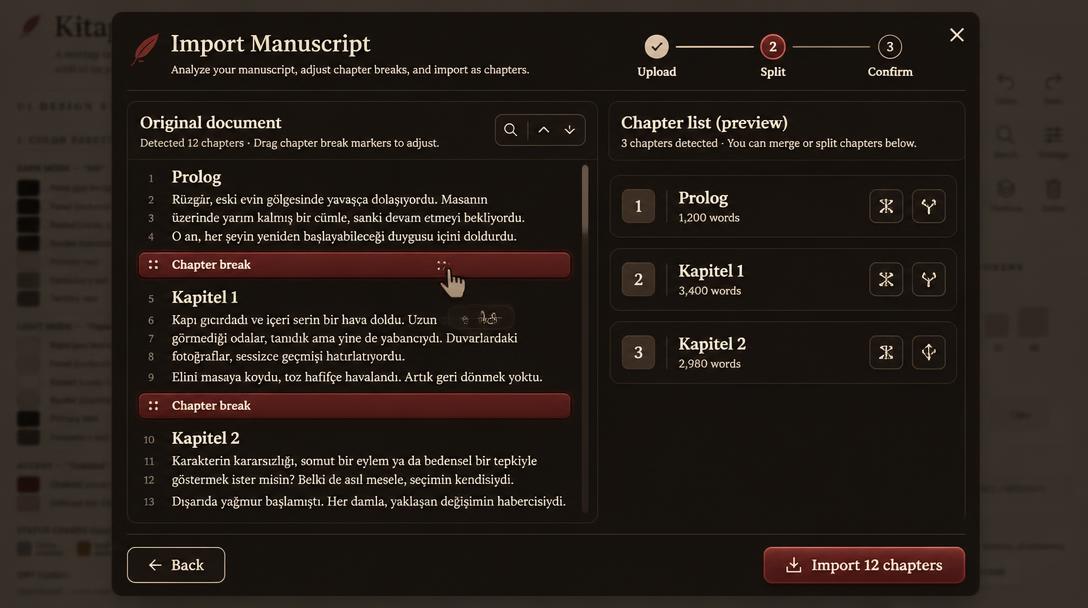 Kitap
Import Manuscript
Analyze your manuscript, adjust chapter breaks, and import as chapters.
Upload
2
Split
3
Confirm
Original document
Detected 12 chapters · Drag chapter break markers to adjust.
1 Prolog
2 Rüzgâr, eski evin gölgesinde yavaşça dolaşıyordu. Masanın
3 üzerinde yarım kalmış bir cümle, sanki devam etmeyi bekliyordu.
4 O an, her şeyin yeniden başlayabileceği duygusu içini doldurdu.
Chapter break
5 Kapitel 1
6 Kapı gıcırdadı ve içeri serin bir hava doldu. Uzun
7 görmediği odalar, tanıdık ama yine de yabancıydı. Duvarlardaki
8 fotoğraflar, sessizce geçmişi hatırlatıyordu.
9 Elini masaya koydu, toz hafifçe havalandı. Artık geri dönmek yoktu.
Chapter break
10 Kapitel 2
11 Karakterin kararsızlığı, somut bir eylem ya da bedensel bir tepkiyle
12 göstermek ister misin? Belki de asıl mesele, seçimin kendisiydi.
13 Dışarıda yağmur başlamıştı. Her damla, yaklaşan değişimin habercisiydi.
Chapter list (preview)
3 chapters detected · You can merge or split chapters below.
1 Prolog
1,200 words
2 Kapitel 1
3,400 words
3 Kapitel 2
2,980 words
Back
Import 12 chapters